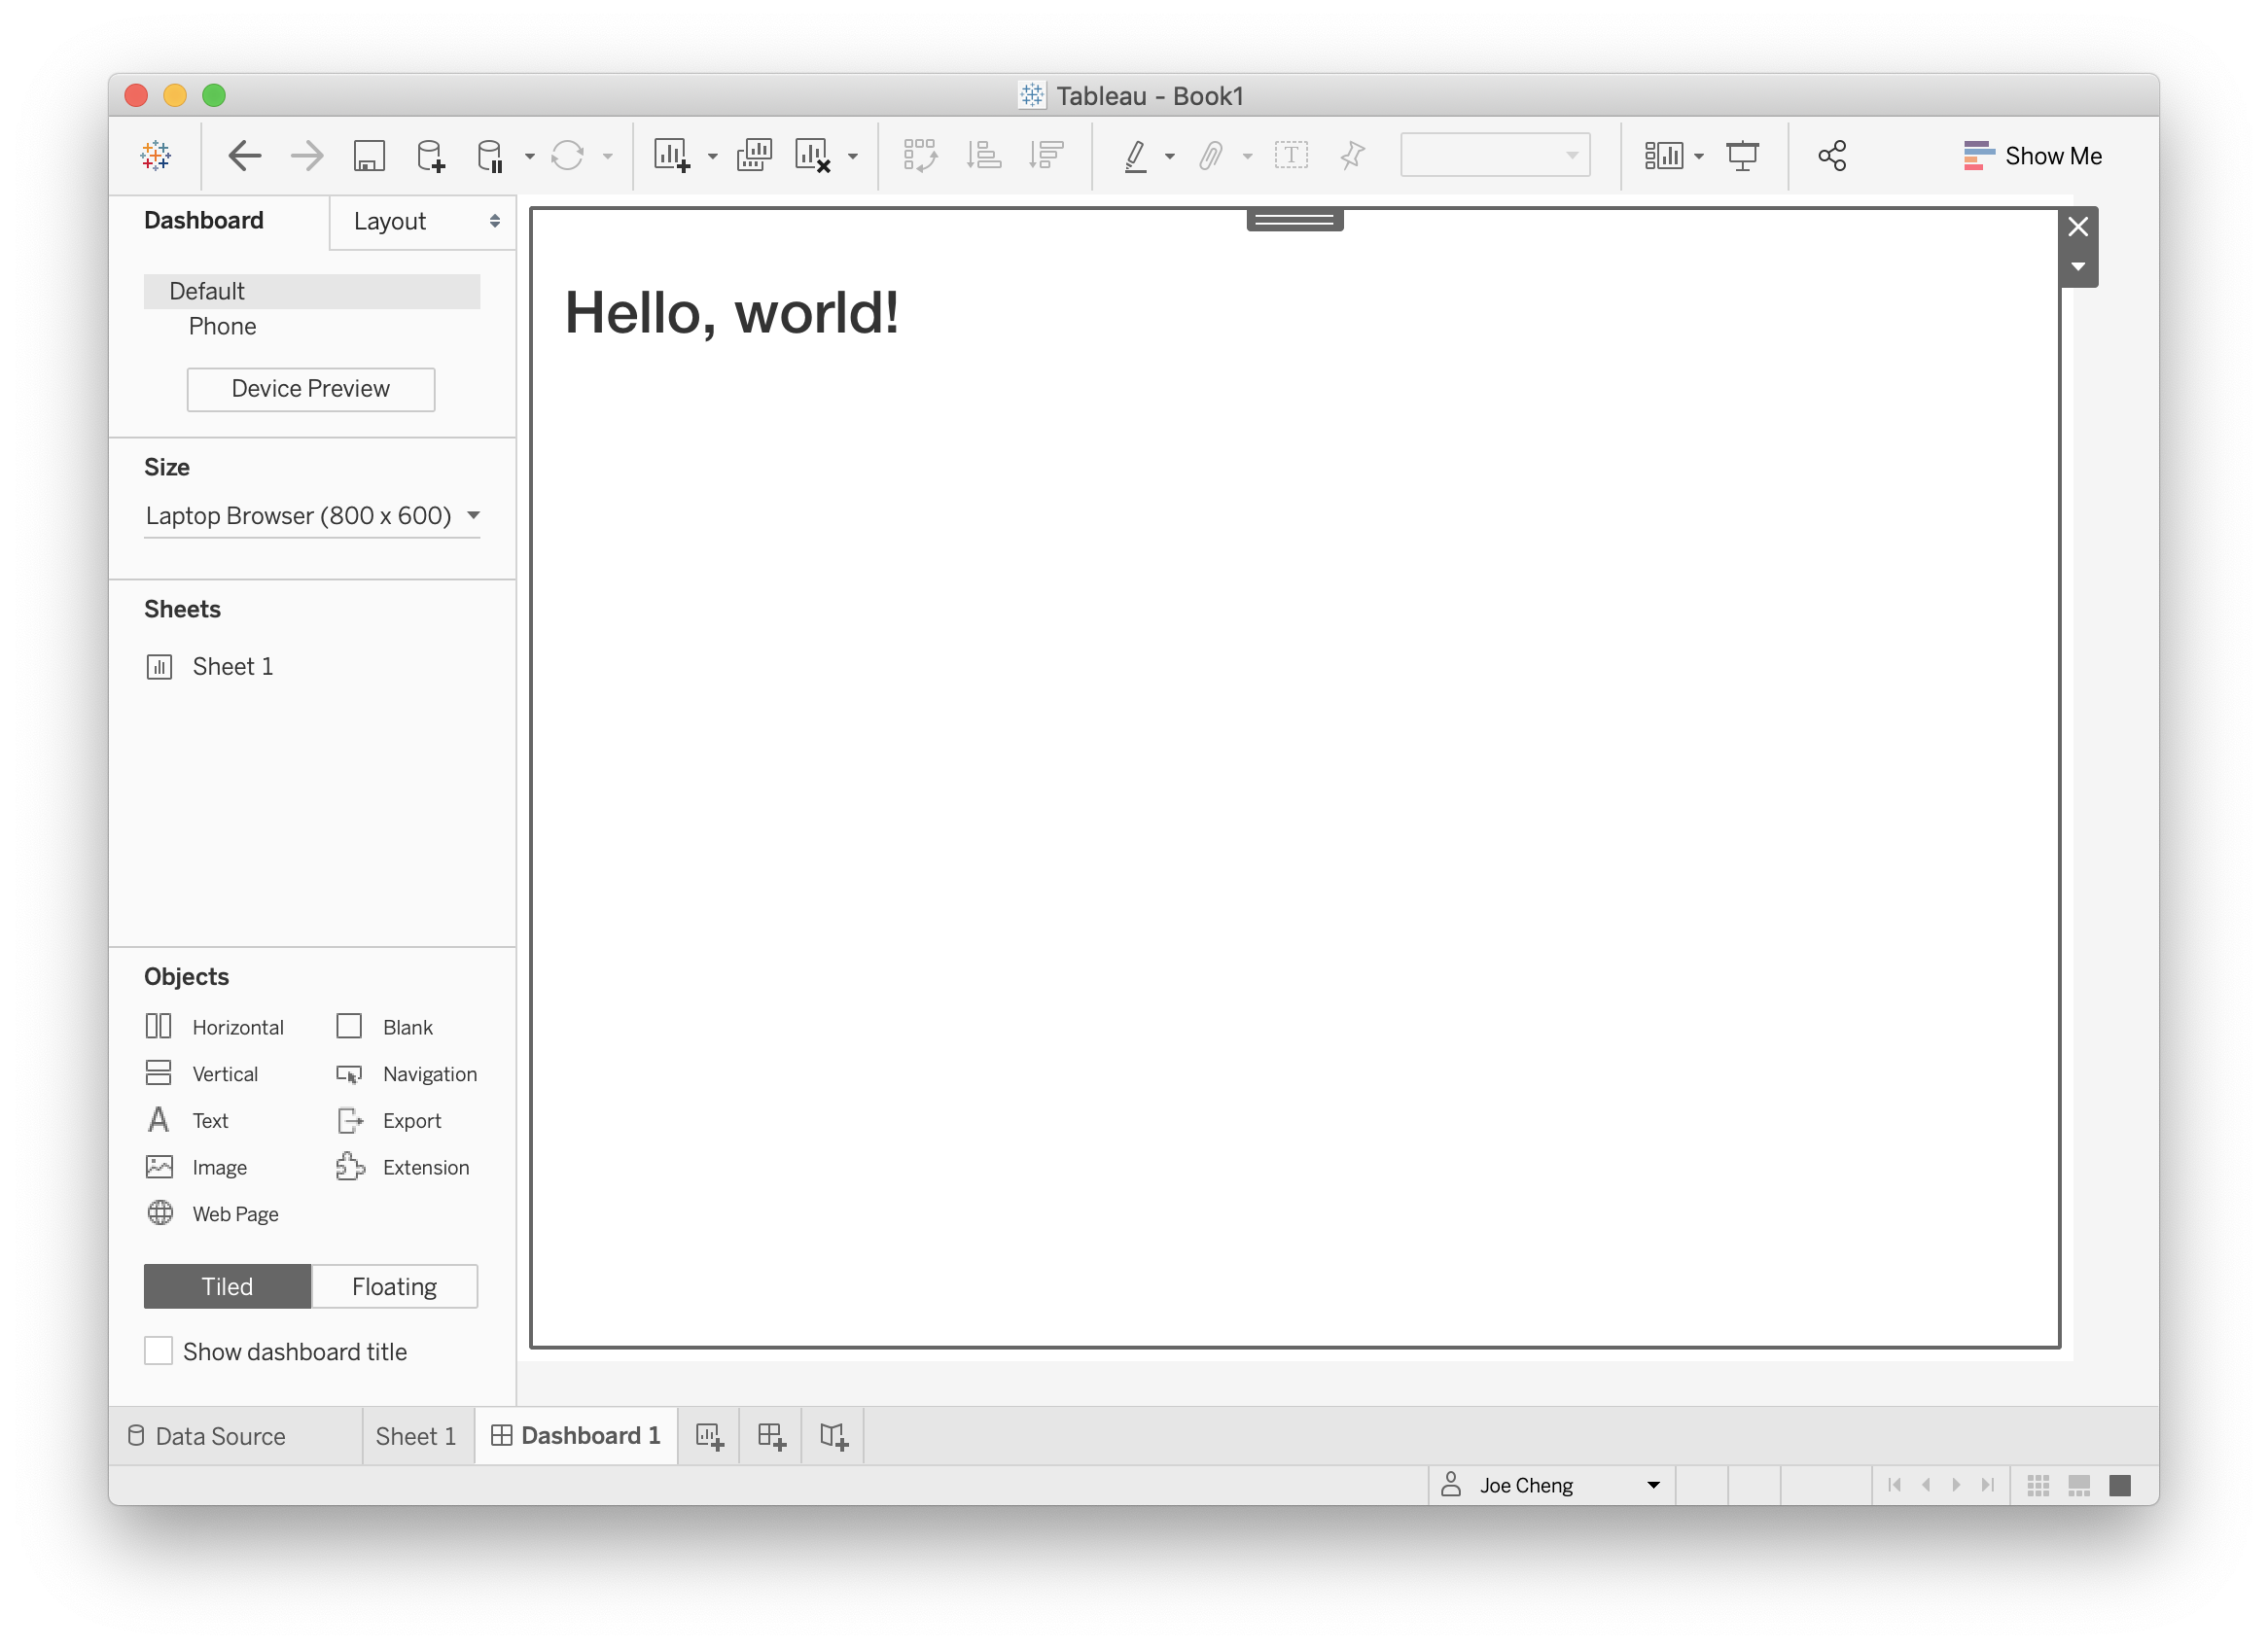 Tableau - Book1
Show Me
Dashboard Layout
Default
Phone
Device Preview
Size
Laptop Browser (800 x 600)
Sheets
Sheet 1
Objects
Horizontal Blank
Vertical Navigation
Text Export
Image Extension
Web Page
Tiled Floating
Show dashboard title
Hello, world!
Data Source Sheet 1 Dashboard 1
Joe Cheng